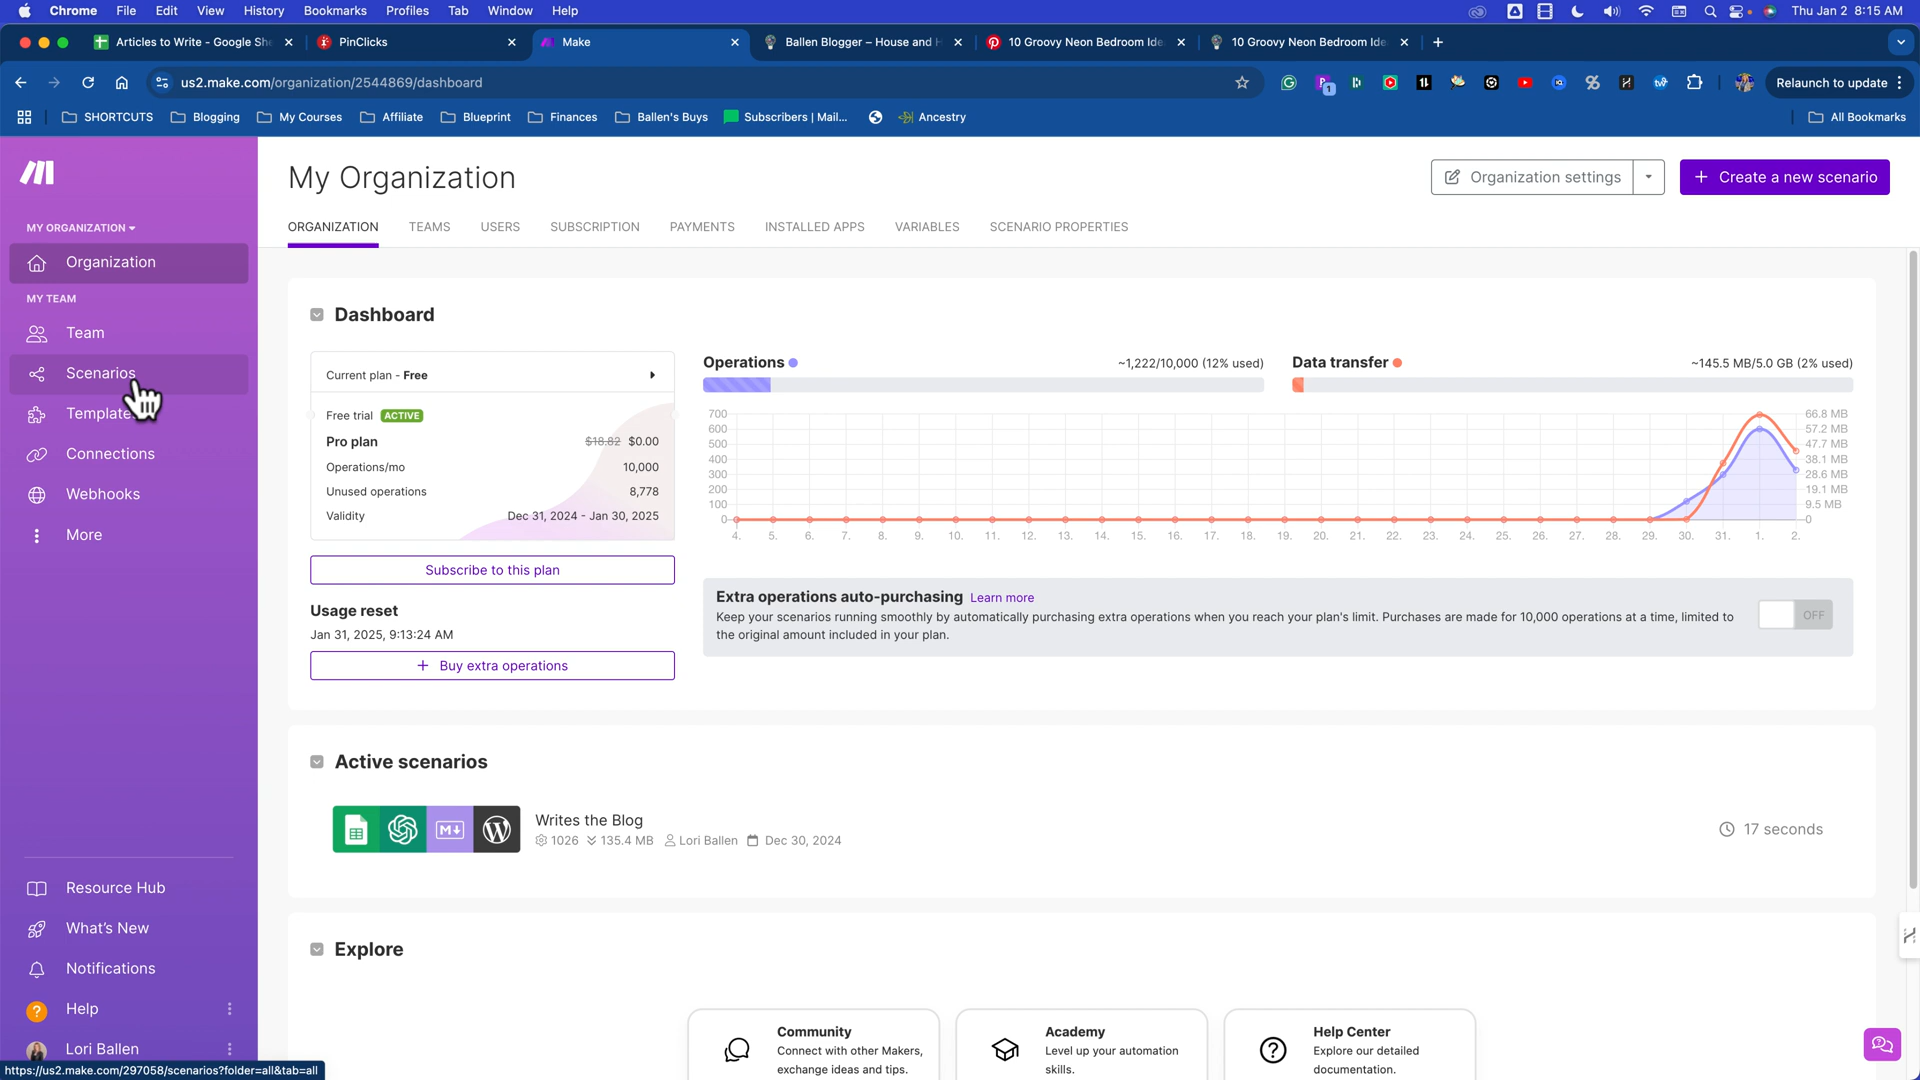 Chrome File Edit View History Bookmarks Profiles Tab Window Help Thu Jan 2 8:15 AM
Articles to Write - Google She PinClicks Make Ballen Blogger – House and H 10 Groovy Neon Bedroom Ide 10 Groovy Neon Bedroom Ide
us2.make.com/organization/2544869/dashboard Relaunch to update
SHORTCUTS Blogging My Courses Affiliate Blueprint Finances Ballen's Buys Subscribers | Mail... Ancestry All Bookmarks
My Organization
Organization settings
+ Create a new scenario
ORGANIZATION TEAMS USERS SUBSCRIPTION PAYMENTS INSTALLED APPS VARIABLES SCENARIO PROPERTIES
MY ORGANIZATION
Organization
MY TEAM
Team
Scenarios
Template
Connections
Webhooks
More
Resource Hub
What's New
Notifications
Help
Lori Ballen
https://us2.make.com/297058/scenarios?folder=all&tab=all
Dashboard
Current plan - Free
Free trial ACTIVE
Pro plan $18.82 $0.00
Operations/mo 10,000
Unused operations 8,778
Validity Dec 31, 2024 - Jan 30, 2025
Subscribe to this plan
Usage reset
Jan 31, 2025, 9:13:24 AM
+ Buy extra operations
Operations ~1,222/10,000 (12% used)
Data transfer ~145.5 MB/5.0 GB (2% used)
700 66.8 MB
600 57.2 MB
500 47.7 MB
400 38.1 MB
300 28.6 MB
200 19.1 MB
100 9.5 MB
0 0
4. 5. 6. 7. 8. 9. 10. 11. 12. 13. 14. 15. 16. 17. 18. 19. 20. 21. 22. 23. 24. 25. 26. 27. 28. 29. 30. 31. 1. 2.
Extra operations auto-purchasing Learn more
Keep your scenarios running smoothly by automatically purchasing extra operations when you reach your plan's limit. Purchases are made for 10,000 operations at a time, limited to
the original amount included in your plan.
OFF
Active scenarios
Writes the Blog
1026 135.4 MB Lori Ballen Dec 30, 2024
17 seconds
Explore
Community
Connect with other Makers,
exchange ideas and tips.
Academy
Level up your automation
skills.
Help Center
Explore our detailed
documentation.